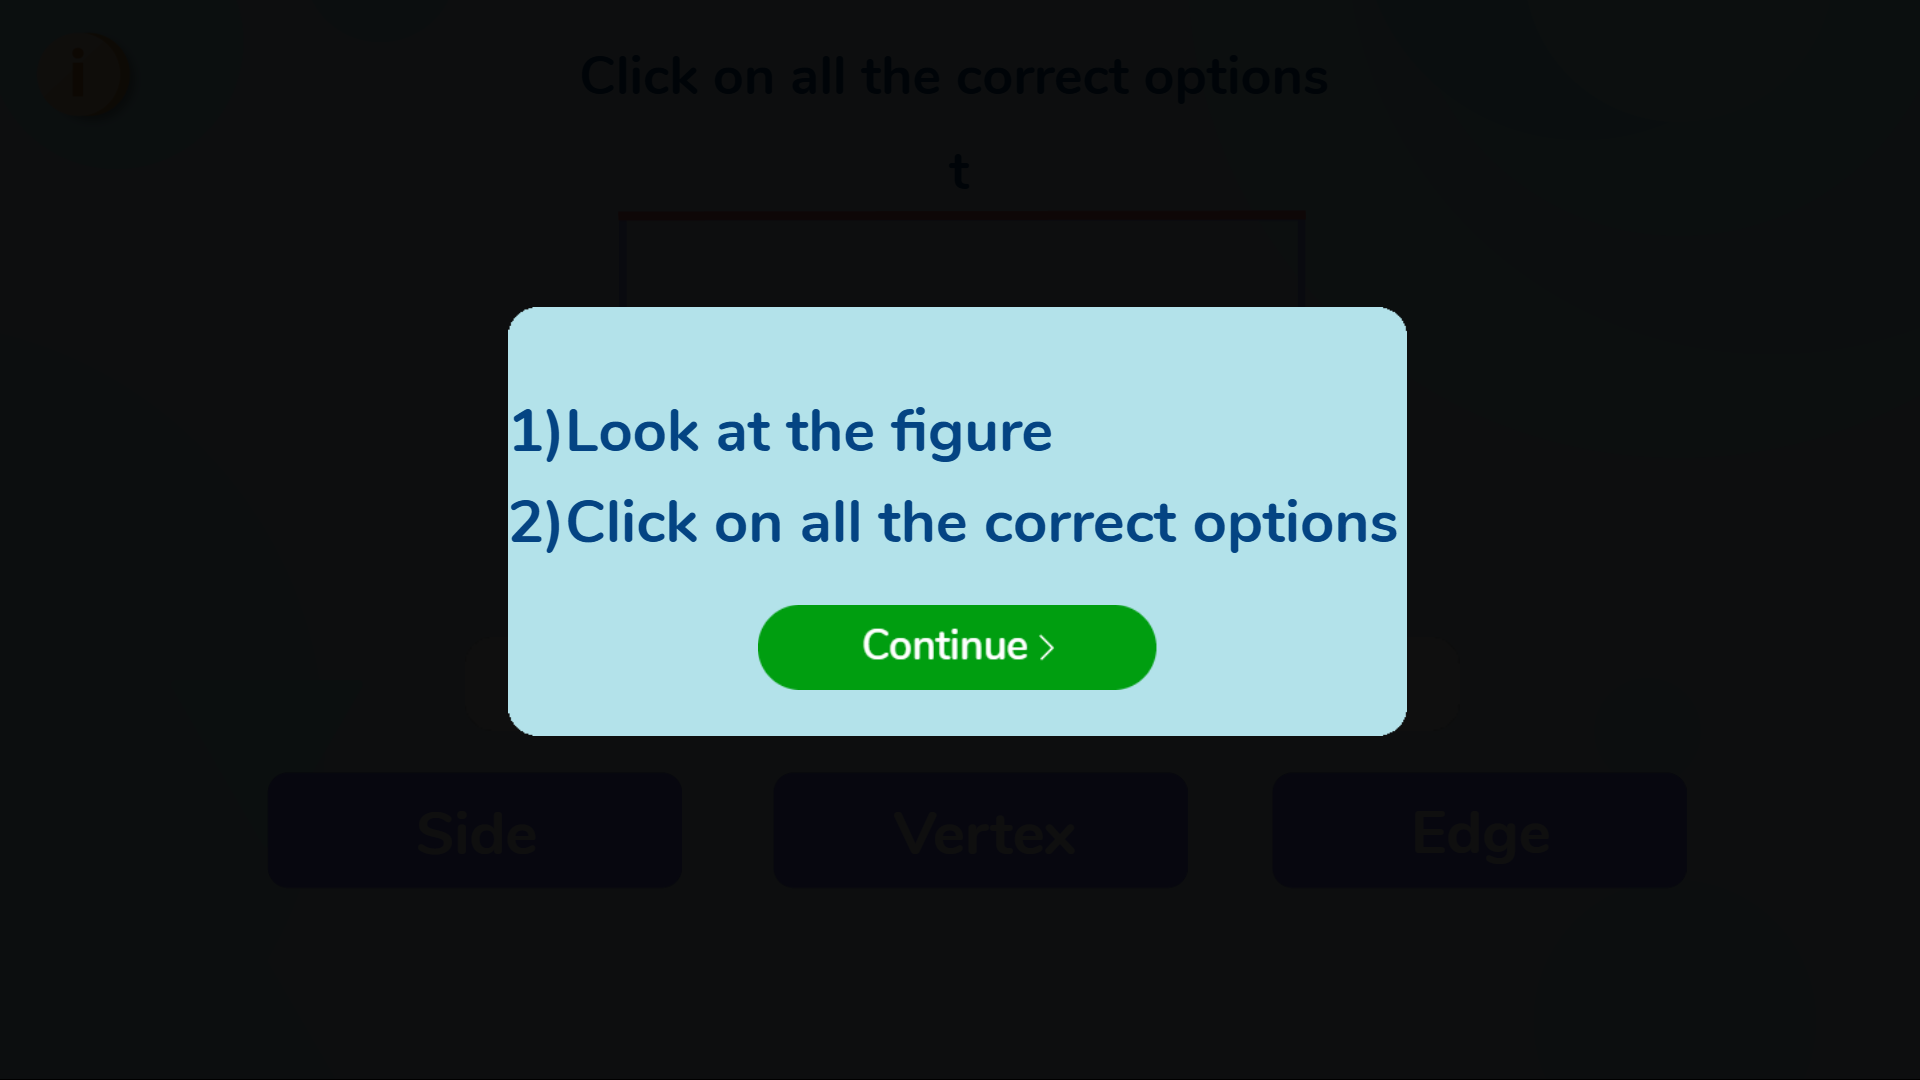 i
Click on all the correct options
t
1)Look at the figure
2)Click on all the correct options
Continue >
Side
Vertex
Edge